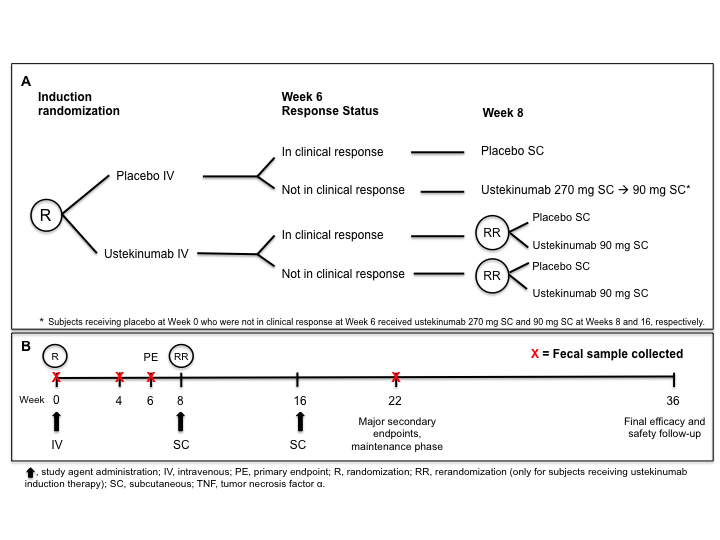 A
Induction
randomization
Week 6
Response Status
Week 8
In clinical response
Placebo SC
Placebo IV
Not in clinical response
Ustekinumab 270 mg SC → 90 mg SC*
R
Placebo SC
In clinical response
RR
Ustekinumab IV
Ustekinumab 90 mg SC
Placebo SC
Not in clinical response
RR
Ustekinumab 90 mg SC
* Subjects receiving placebo at Week 0 who were not in clinical response at Week 6 received ustekinumab 270 mg SC and 90 mg SC at Weeks 8 and 16, respectively.
B
R PE RR
X = Fecal sample collected
X X X X
Week 0 4 6 8 16 22 36
IV SC SC
Major secondary
endpoints,
maintenance phase
Final efficacy and
safety follow-up
, study agent administration; IV, intravenous; PE, primary endpoint; R, randomization; RR, rerandomization (only for subjects receiving ustekinumab
induction therapy); SC, subcutaneous; TNF, tumor necrosis factor α.